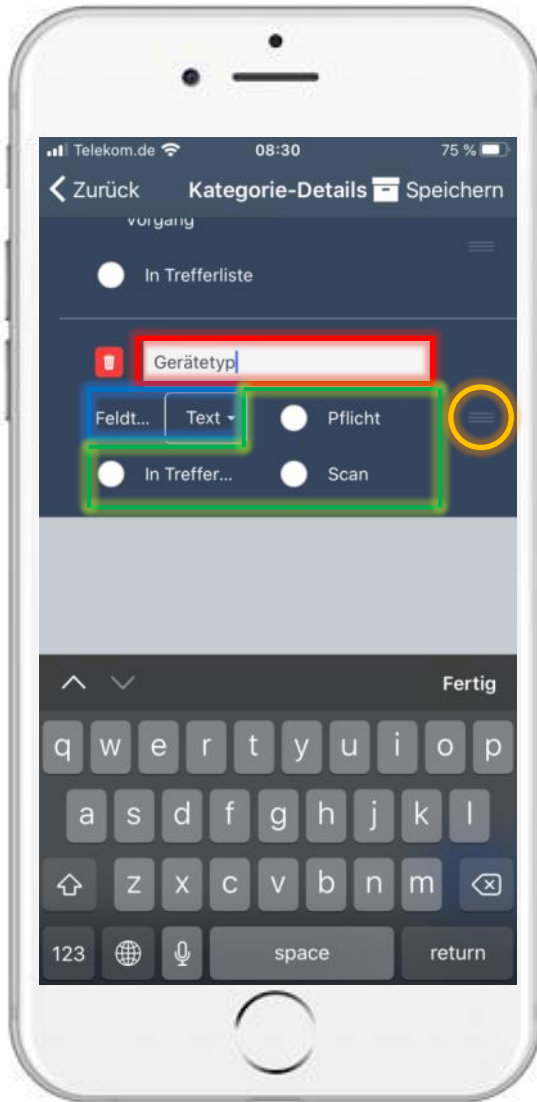 Telekom.de 08:30 75 %
Zurück Kategorie-Details Speichern
Vorgang
In Trefferliste
Gerätetyp
Feldt... Text Pflicht
In Treffer... Scan
Fertig
q w e r t y u i o p
a s d f g h j k l
z x c v b n m
123 space return